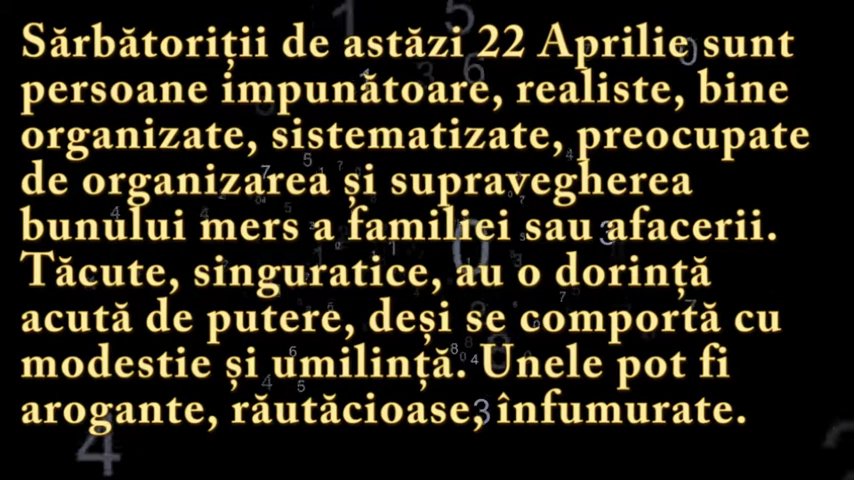 Sărbătoriții de astăzi 22 Aprilie sunt
persoane impunătoare, realiste, bine
organizate, sistematizate, preocupate
de organizarea și supravegherea
bunului mers a familiei sau afacerii.
Tăcute, singuratice, au o dorință
acută de putere, deși se comportă cu
modestie și umilință. Unele pot fi
arogante, răutăcioase, înfumurate.